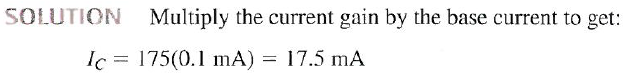 SOLUTION Multiply the current gain by the base current to get:
I_C = 175(0.1 mA) = 17.5 mA